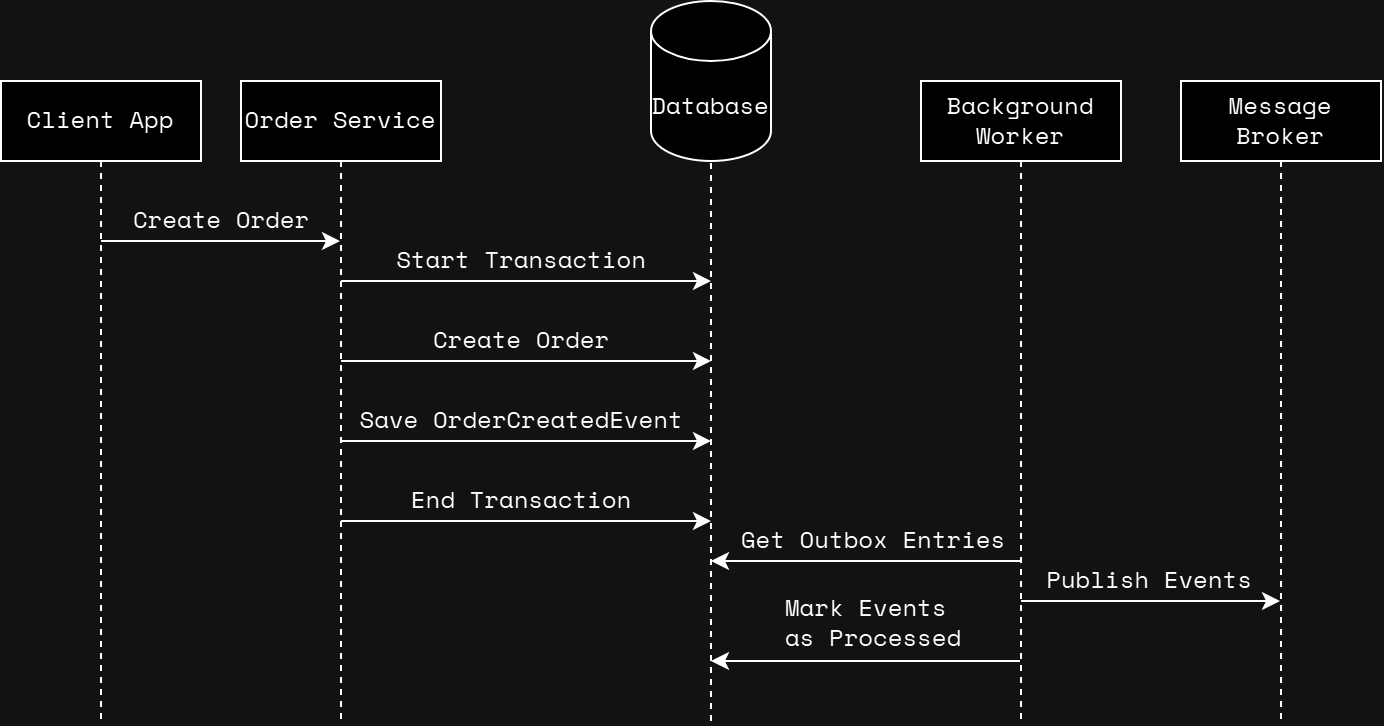 Client App
Order Service
Database
Background
Worker
Message
Broker
Create Order
Start Transaction
Create Order
Save OrderCreatedEvent
End Transaction
Get Outbox Entries
Publish Events
Mark Events
as Processed